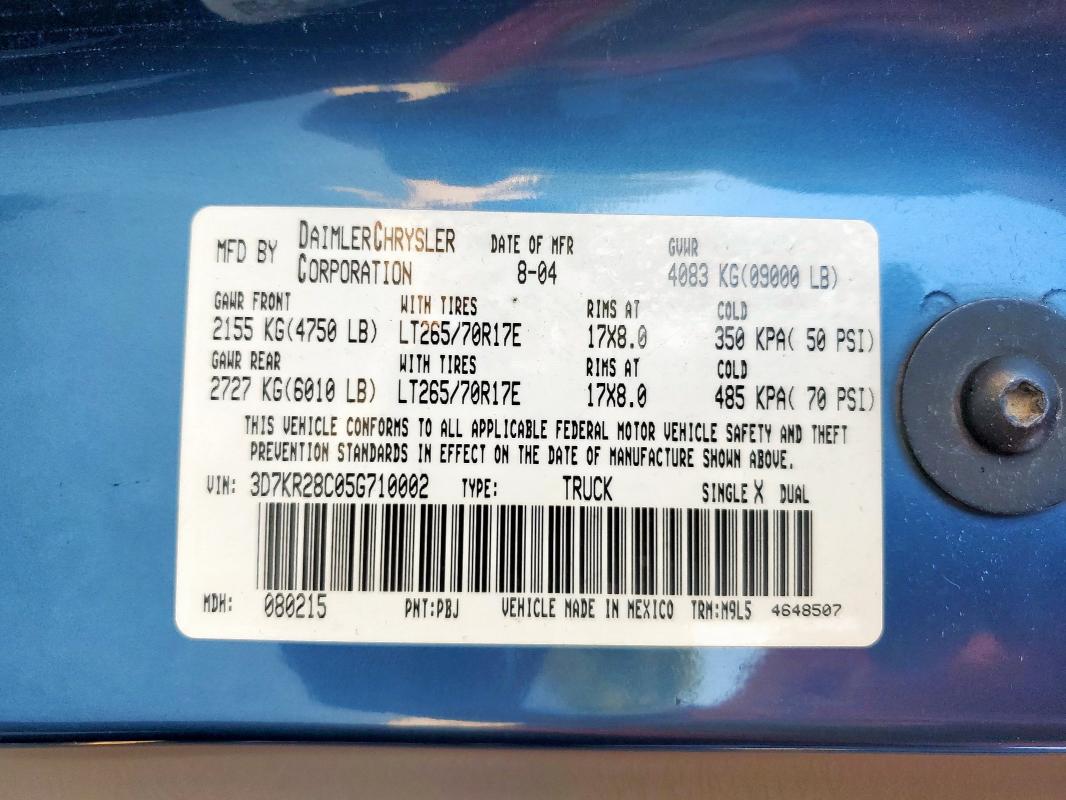 MFD BY DAIMLERCHRYSLER CORPORATION DATE OF MFR 8-04 GVWR 4083 KG(09000 LB)
GAWR FRONT WITH TIRES RIMS AT COLD
2155 KG(4750 LB) LT265/70R17E 17X8.0 350 KPA( 50 PSI)
GAWR REAR WITH TIRES RIMS AT COLD
2727 KG(6010 LB) LT265/70R17E 17X8.0 485 KPA( 70 PSI)
THIS VEHICLE CONFORMS TO ALL APPLICABLE FEDERAL MOTOR VEHICLE SAFETY AND THEFT
PREVENTION STANDARDS IN EFFECT ON THE DATE OF MANUFACTURE SHOWN ABOVE.
VIN: 3D7KR28C05G710002 TYPE: TRUCK SINGLE X DUAL
MDH: 080215 PNT:PBJ VEHICLE MADE IN MEXICO TRM:M9L5 4648507